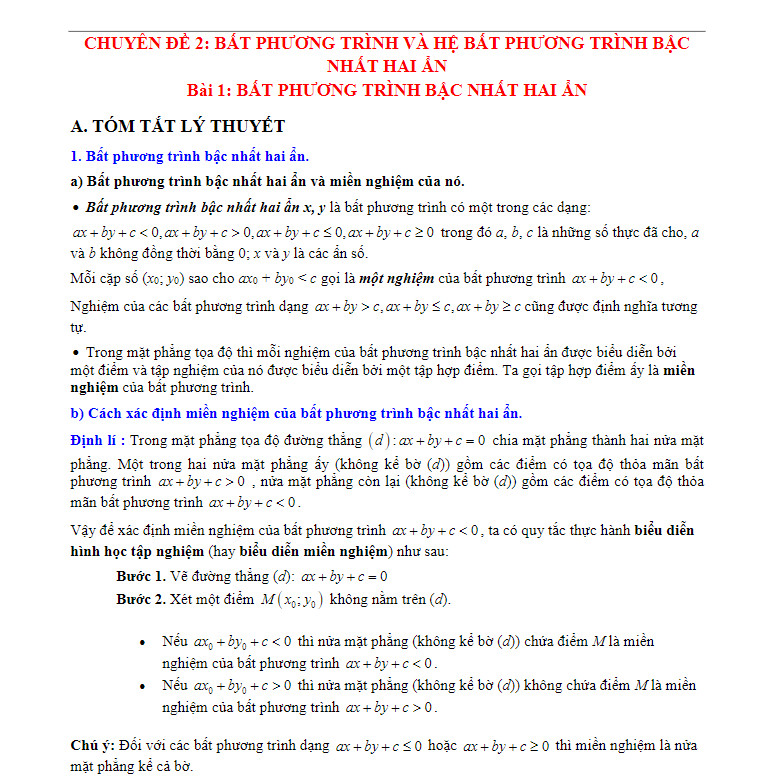 CHUYÊN ĐỀ 2: BẤT PHƯƠNG TRÌNH VÀ HỆ BẤT PHƯƠNG TRÌNH BẬC
NHẤT HAI ẨN
Bài 1: BẤT PHƯƠNG TRÌNH BẬC NHẤT HAI ẨN
A. TÓM TẮT LÝ THUYẾT
1. Bất phương trình bậc nhất hai ẩn.
a) Bất phương trình bậc nhất hai ẩn và miền nghiệm của nó.
• Bất phương trình bậc nhất hai ẩn x, y là bất phương trình có một trong các dạng:
ax + by + c < 0, ax + by + c > 0, ax + by + c ≤ 0, ax + by + c ≥ 0 trong đó a, b, c là những số thực đã cho, a
và b không đồng thời bằng 0; x và y là các ẩn số.
Mỗi cặp số (x₀; y₀) sao cho ax₀ + by₀ < c gọi là một nghiệm của bất phương trình ax + by + c < 0,
Nghiệm của các bất phương trình dạng ax + by > c, ax + by ≤ c, ax + by ≥ c cũng được định nghĩa tương
tự.
• Trong mặt phẳng tọa độ thì mỗi nghiệm của bất phương trình bậc nhất hai ẩn được biểu diễn bởi
một điểm và tập nghiệm của nó được biểu diễn bởi một tập hợp điểm. Ta gọi tập hợp điểm ấy là miền
nghiệm của bất phương trình.
b) Cách xác định miền nghiệm của bất phương trình bậc nhất hai ẩn.
Định lí : Trong mặt phẳng tọa độ đường thẳng (d): ax + by + c = 0 chia mặt phẳng thành hai nửa mặt
phẳng. Một trong hai nửa mặt phẳng ấy (không kể bờ (d)) gồm các điểm có tọa độ thỏa mãn bất
phương trình ax + by + c > 0 , nửa mặt phẳng còn lại (không kể bờ (d)) gồm các điểm có tọa độ thỏa
mãn bất phương trình ax + by + c < 0.
Vậy để xác định miền nghiệm của bất phương trình ax + by + c < 0, ta có quy tắc thực hành biểu diễn
hình học tập nghiệm (hay biểu diễn miền nghiệm) như sau:
Bước 1. Vẽ đường thẳng (d): ax + by + c = 0
Bước 2. Xét một điểm M(x₀; y₀) không nằm trên (d).
• Nếu ax₀ + by₀ + c < 0 thì nửa mặt phẳng (không kể bờ (d)) chứa điểm M là miền
nghiệm của bất phương trình ax + by + c < 0.
• Nếu ax₀ + by₀ + c > 0 thì nửa mặt phẳng (không kể bờ (d)) không chứa điểm M là miền
nghiệm của bất phương trình ax + by + c > 0.
Chú ý: Đối với các bất phương trình dạng ax + by + c ≤ 0 hoặc ax + by + c ≥ 0 thì miền nghiệm là nửa
mặt phẳng kể cả bờ.